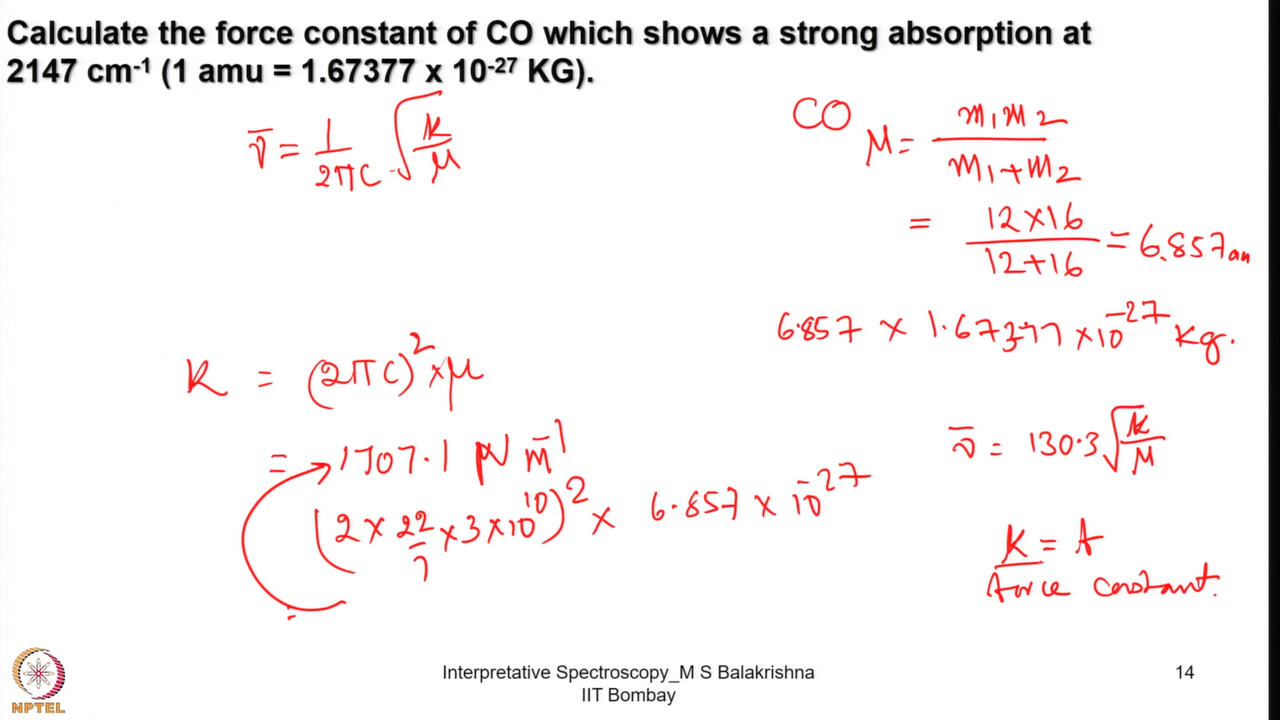 Calculate the force constant of CO which shows a strong absorption at
2147 cm⁻¹ (1 amu = 1.67377 x 10⁻²⁷ KG).
ν̄ = 1/2πc √(k/μ)
CO
μ = m₁m₂/m₁+m₂
= 12×16/12+16 = 6.857am
6.857 × 1.67377 × 10⁻²⁷ kg.
K = (2πc)² × μ
ν̄ = 130.3 √(k/μ)
= 1707.1 N m⁻¹
(2 × 22/7 × 3 × 10¹⁰)² × 6.857 × 10⁻²⁷
K = A
force constant.
Interpretative Spectroscopy_M S Balakrishna
IIT Bombay
14
NPTEL